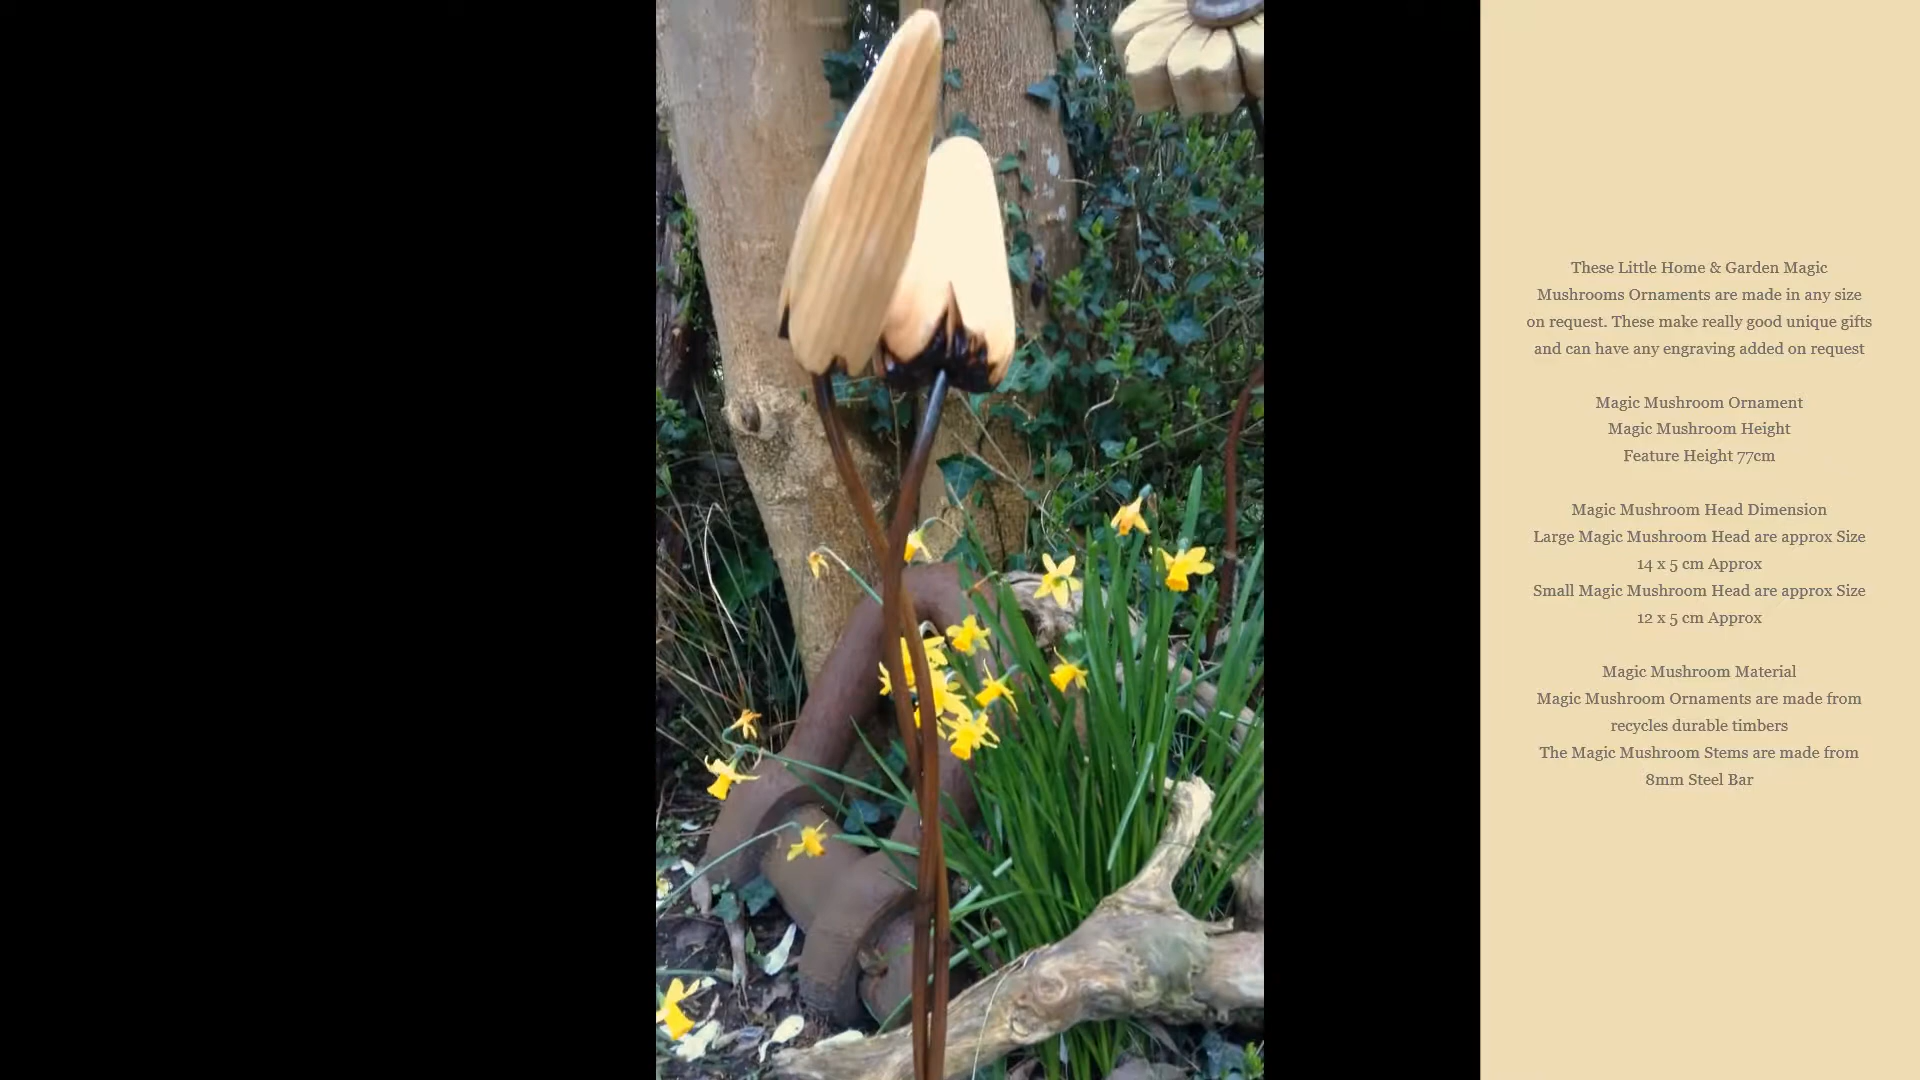 These Little Home & Garden Magic
Mushrooms Ornaments are made in any size
on request. These make really good unique gifts
and can have any engraving added on request
Magic Mushroom Ornament
Magic Mushroom Height
Feature Height 77cm
Magic Mushroom Head Dimension
Large Magic Mushroom Head are approx Size
14 x 5 cm Approx
Small Magic Mushroom Head are approx Size
12 x 5 cm Approx
Magic Mushroom Material
Magic Mushroom Ornaments are made from
recycles durable timbers
The Magic Mushroom Stems are made from
8mm Steel Bar